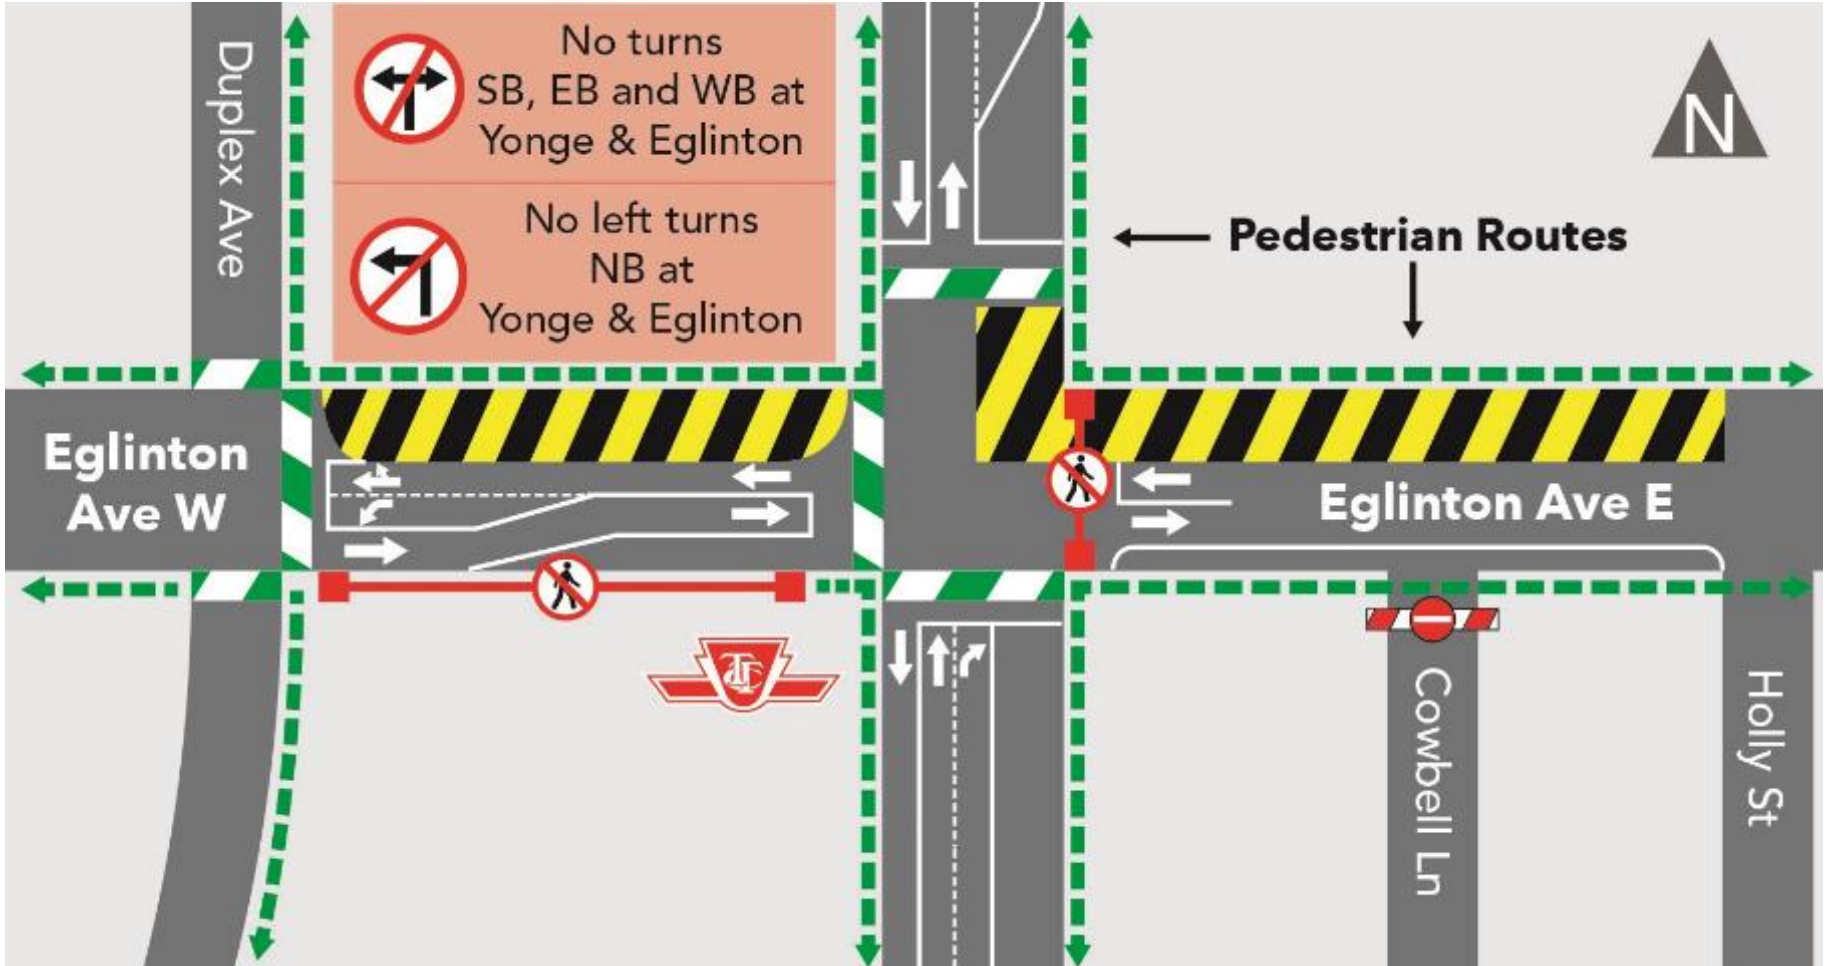 No turns
SB, EB and WB at
Yonge & Eglinton
No left turns
NB at
Yonge & Eglinton
Duplex Ave
N
Pedestrian Routes
Eglinton
Ave W
Eglinton Ave E
TTC
Cowbell Ln
Holly St